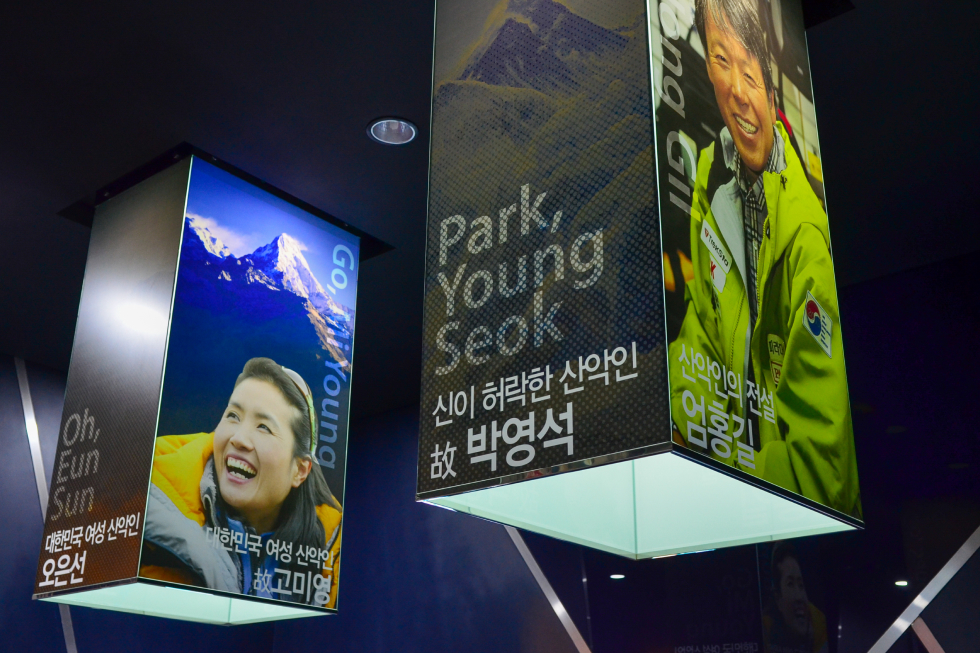 Oh,
Eun
Sun
대한민국 여성 산악인
오은선
Go,
Young
대한민국 여성 산악인
故 고미영
Park,
Young
Seok
신이 허락한 산악인
故 박영석
Gil
산악인의 전설
엄홍길
TrekSta